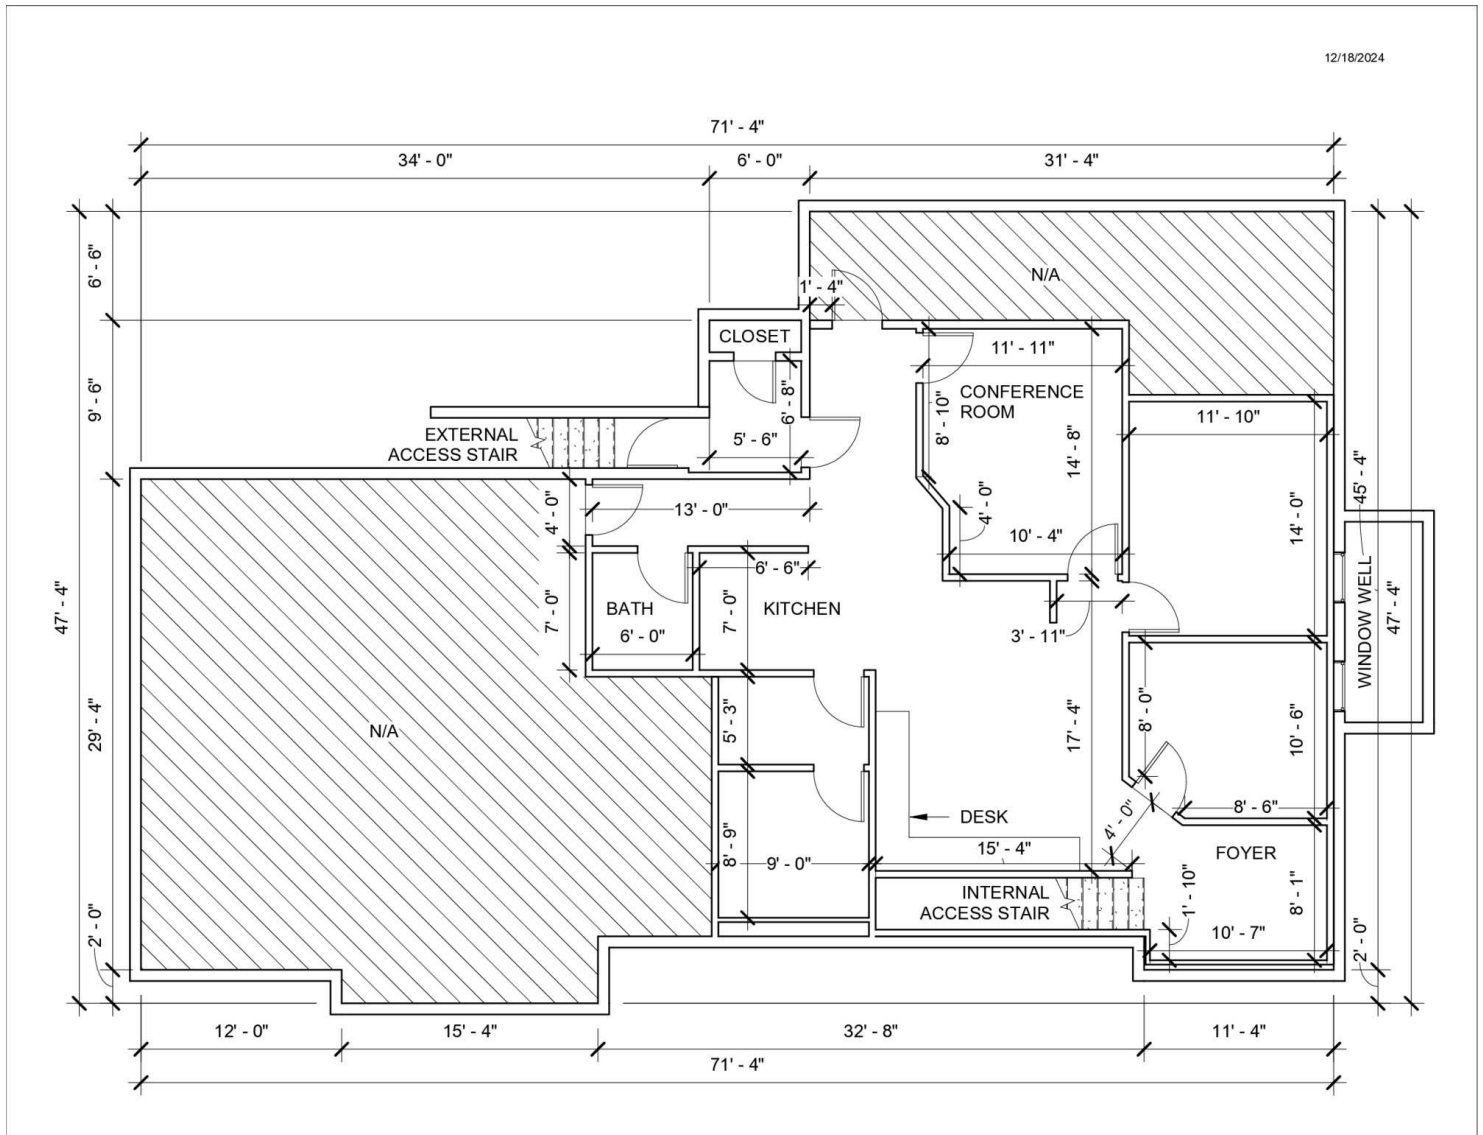 12/18/2024
71' - 4"
34' - 0"
6' - 0"
31' - 4"
6' - 6"
N/A
1' - 4"
CLOSET
11' - 11"
9' - 6"
6' - 8"
8' - 10"
CONFERENCE
ROOM
11' - 10"
EXTERNAL
ACCESS STAIR
5' - 6"
14' - 8"
45' - 4"
4' - 0"
13' - 0"
4' - 0"
14' - 0"
10' - 4"
6' - 6"
47' - 4"
7' - 0"
BATH
6' - 0"
7' - 0"
KITCHEN
3' - 11"
WINDOW WELL
47' - 4"
29' - 4"
N/A
5' - 3"
8' - 0"
17' - 4"
10' - 6"
8' - 6"
DESK
4' - 0"
8' - 9"
9' - 0"
15' - 4"
FOYER
INTERNAL
ACCESS STAIR
1' - 10"
8' - 1"
2' - 0"
10' - 7"
2' - 0"
12' - 0"
15' - 4"
32' - 8"
11' - 4"
71' - 4"